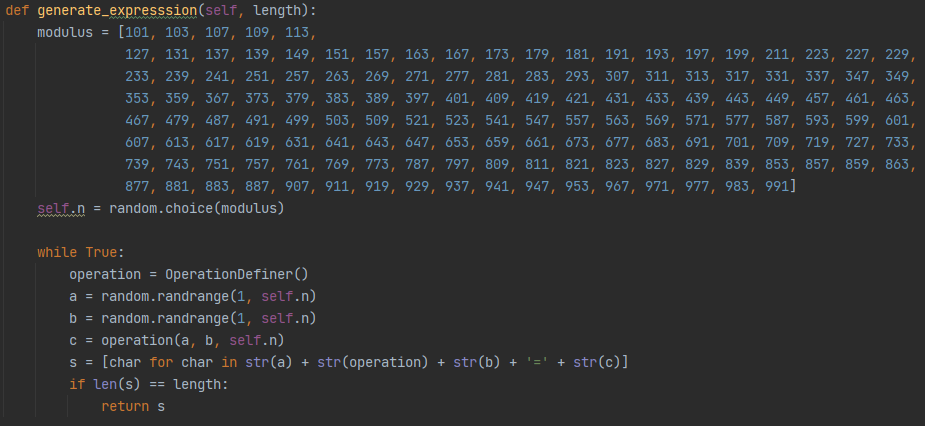 def generate_expresssion(self, length):
    modulus = [101, 103, 107, 109, 113,
               127, 131, 137, 139, 149, 151, 157, 163, 167, 173, 179, 181, 191, 193, 197, 199, 211, 223, 227, 229,
               233, 239, 241, 251, 257, 263, 269, 271, 277, 281, 283, 293, 307, 311, 313, 317, 331, 337, 347, 349,
               353, 359, 367, 373, 379, 383, 389, 397, 401, 409, 419, 421, 431, 433, 439, 443, 449, 457, 461, 463,
               467, 479, 487, 491, 499, 503, 509, 521, 523, 541, 547, 557, 563, 569, 571, 577, 587, 593, 599, 601,
               607, 613, 617, 619, 631, 641, 643, 647, 653, 659, 661, 673, 677, 683, 691, 701, 709, 719, 727, 733,
               739, 743, 751, 757, 761, 769, 773, 787, 797, 809, 811, 821, 823, 827, 829, 839, 853, 857, 859, 863,
               877, 881, 883, 887, 907, 911, 919, 929, 937, 941, 947, 953, 967, 971, 977, 983, 991]
    self.n = random.choice(modulus)

    while True:
        operation = OperationDefiner()
        a = random.randrange(1, self.n)
        b = random.randrange(1, self.n)
        c = operation(a, b, self.n)
        s = [char for char in str(a) + str(operation) + str(b) + '=' + str(c)]
        if len(s) == length:
            return s